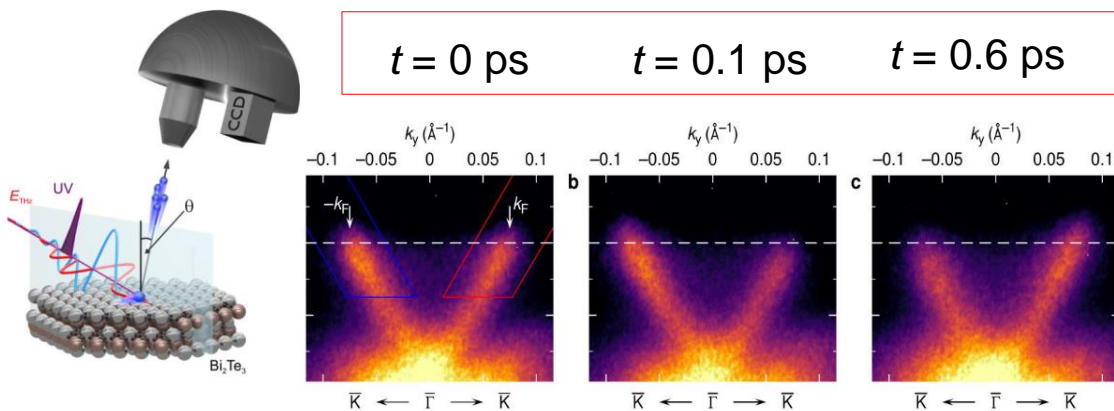 t = 0 ps t = 0.1 ps t = 0.6 ps
CCD
UV
E_THz
θ
Bi₂Te₃
k_y (Å⁻¹) k_y (Å⁻¹) k_y (Å⁻¹)
−0.1 −0.05 0 0.05 0.1 −0.1 −0.05 0 0.05 0.1 −0.1 −0.05 0 0.05 0.1
b c
−k_F k_F
K̅ ← Γ̅ → K̅ K̅ ← Γ̅ → K̅ K̅ ← Γ̅ → K̅